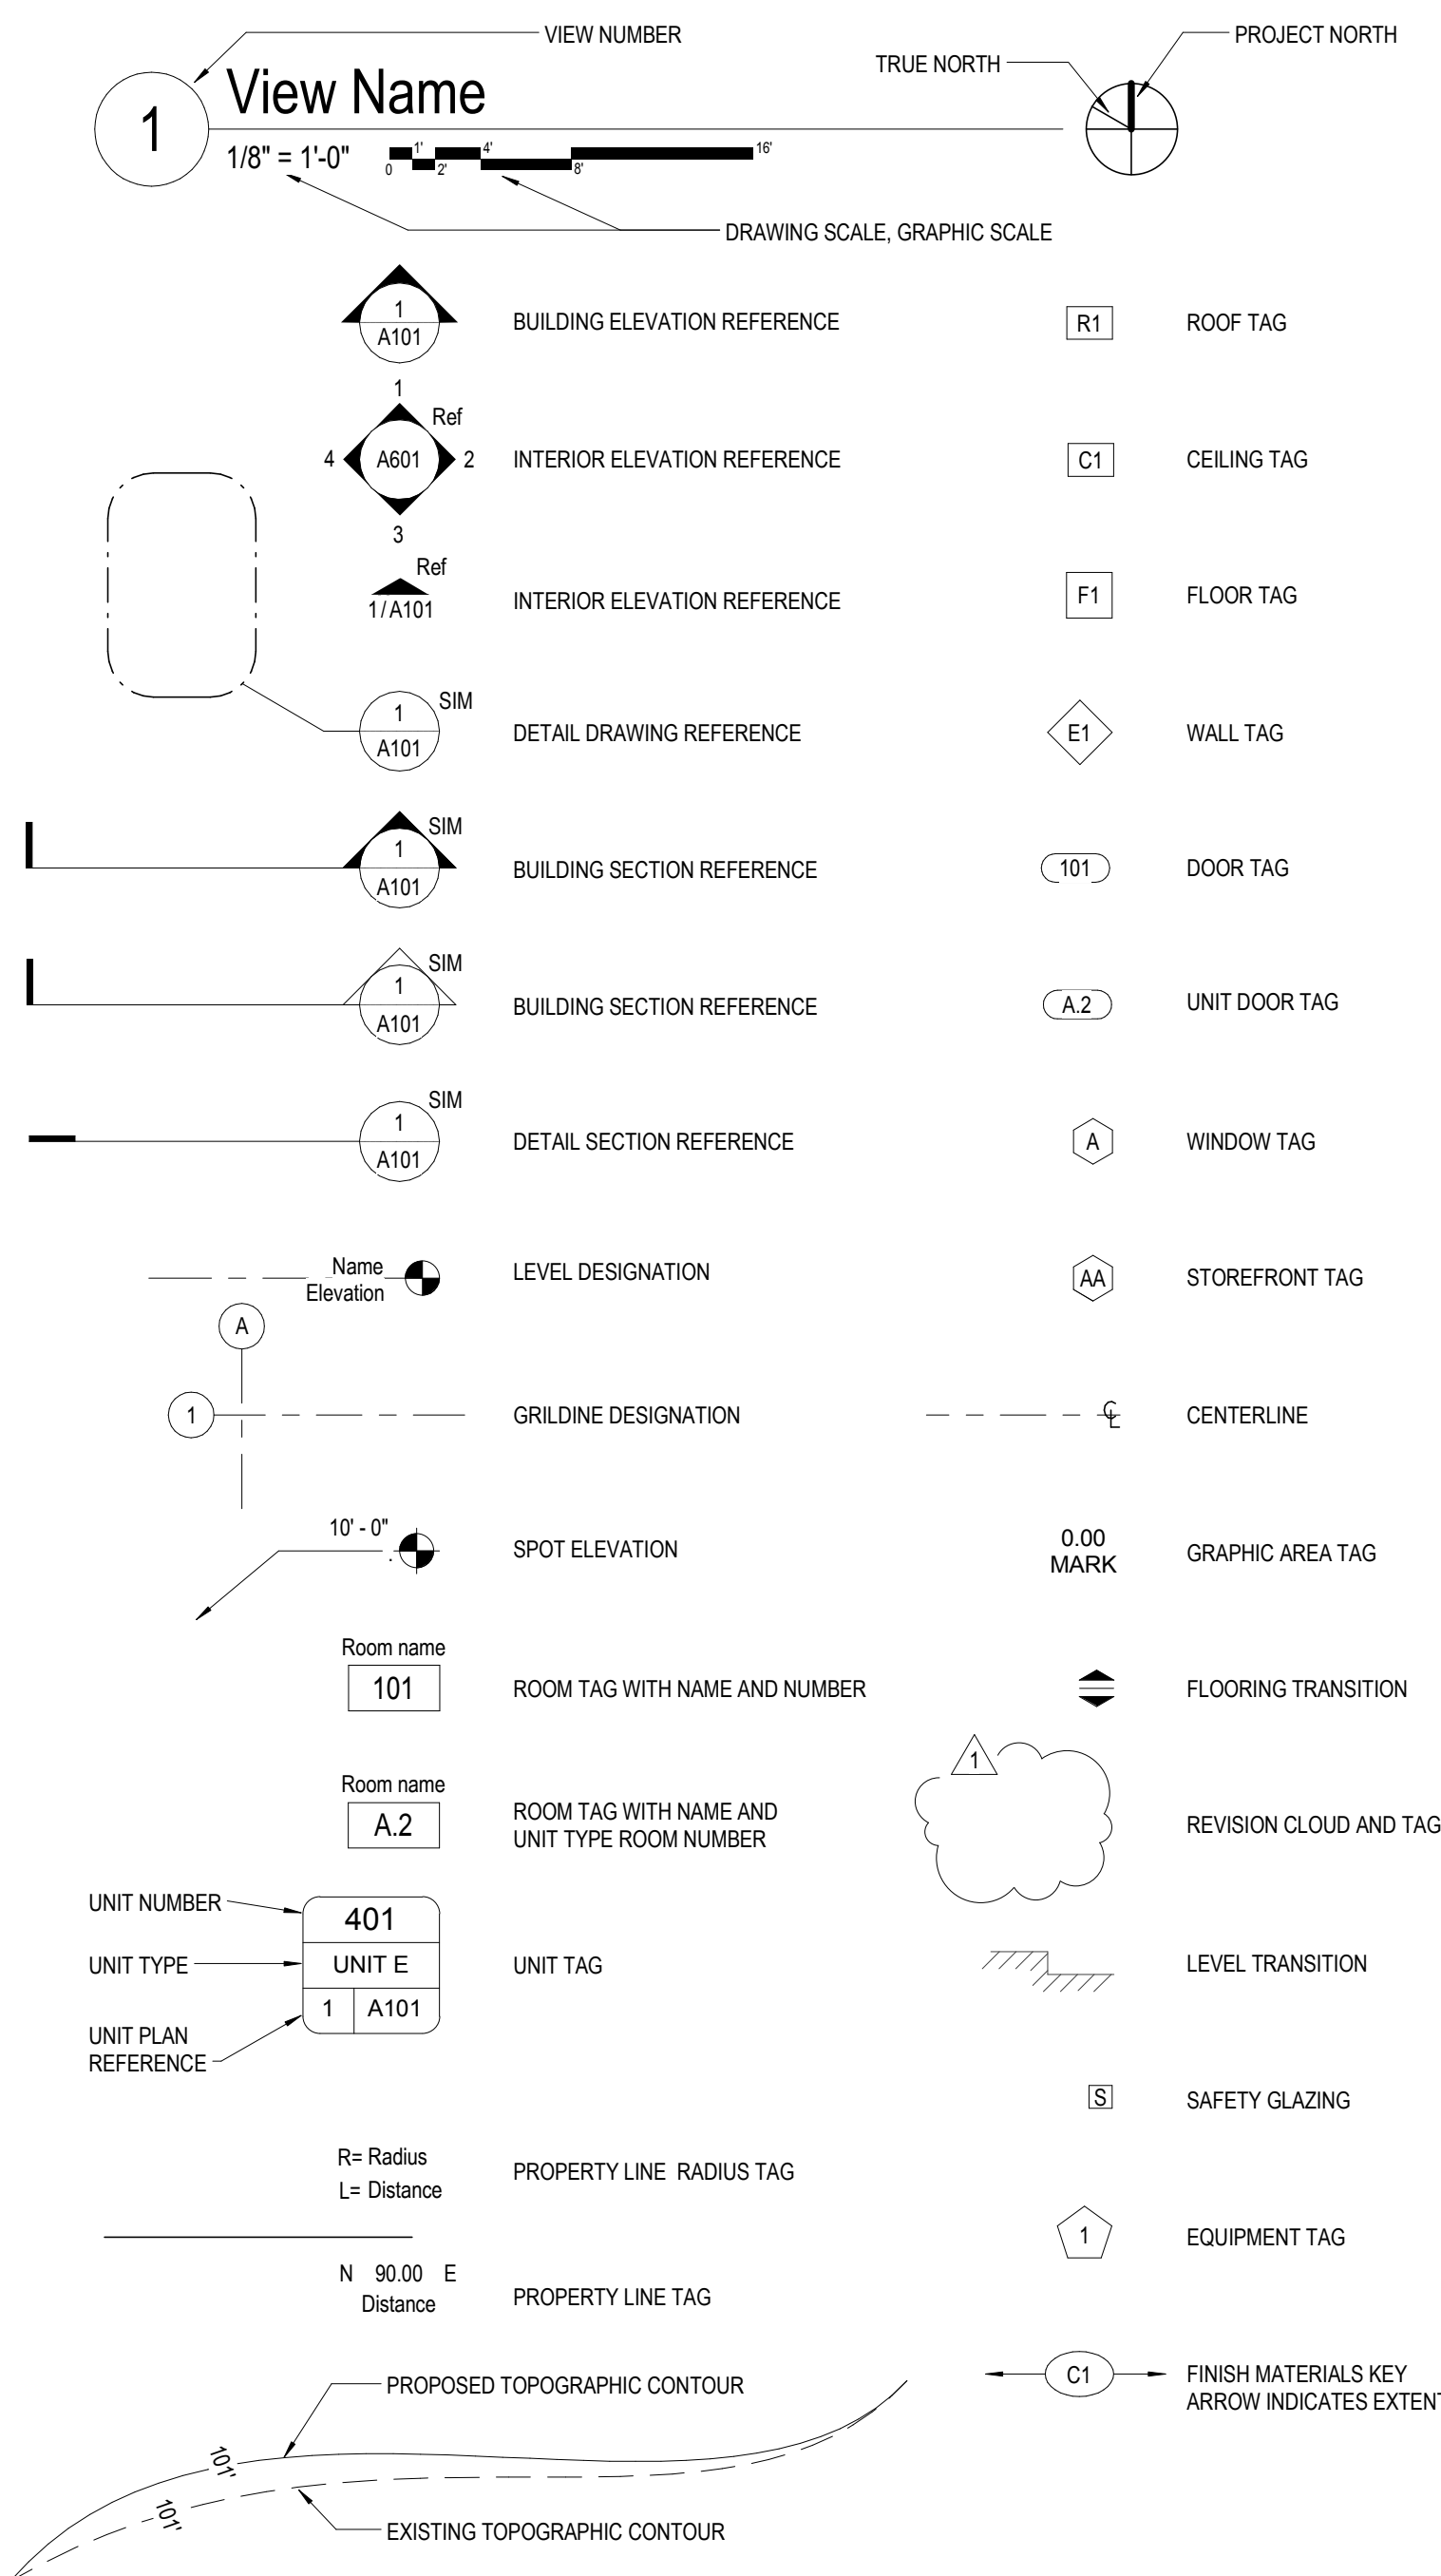 VIEW NUMBER
PROJECT NORTH
TRUE NORTH
1
View Name
1/8" = 1'-0"
0
1'
2'
4'
8'
16'
DRAWING SCALE, GRAPHIC SCALE
1
A101
BUILDING ELEVATION REFERENCE
R1
ROOF TAG
1
Ref
4
A601
2
3
INTERIOR ELEVATION REFERENCE
C1
CEILING TAG
Ref
1 / A101
INTERIOR ELEVATION REFERENCE
F1
FLOOR TAG
SIM
1
A101
DETAIL DRAWING REFERENCE
E1
WALL TAG
SIM
1
A101
BUILDING SECTION REFERENCE
101
DOOR TAG
SIM
1
A101
BUILDING SECTION REFERENCE
A.2
UNIT DOOR TAG
SIM
1
A101
DETAIL SECTION REFERENCE
A
WINDOW TAG
Name
Elevation
LEVEL DESIGNATION
AA
STOREFRONT TAG
A
1
GRILDINE DESIGNATION
CL
CENTERLINE
10' - 0"
.
SPOT ELEVATION
0.00
MARK
GRAPHIC AREA TAG
Room name
101
ROOM TAG WITH NAME AND NUMBER
FLOORING TRANSITION
Room name
A.2
ROOM TAG WITH NAME AND
UNIT TYPE ROOM NUMBER
1
REVISION CLOUD AND TAG
UNIT NUMBER
401
UNIT TYPE
UNIT E
UNIT TAG
1
A101
UNIT PLAN
REFERENCE
LEVEL TRANSITION
S
SAFETY GLAZING
R= Radius
L= Distance
PROPERTY LINE RADIUS TAG
1
EQUIPMENT TAG
N 90.00 E
Distance
PROPERTY LINE TAG
C1
FINISH MATERIALS KEY
ARROW INDICATES EXTENT
PROPOSED TOPOGRAPHIC CONTOUR
101'
101'
EXISTING TOPOGRAPHIC CONTOUR